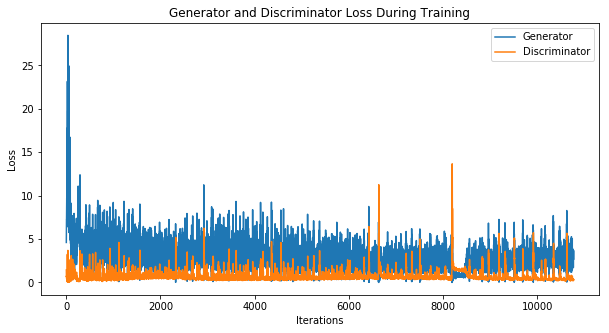 Generator and Discriminator Loss During Training
Generator
Discriminator
Loss
25
20
15
10
5
0
0 2000 4000 6000 8000 10000
Iterations